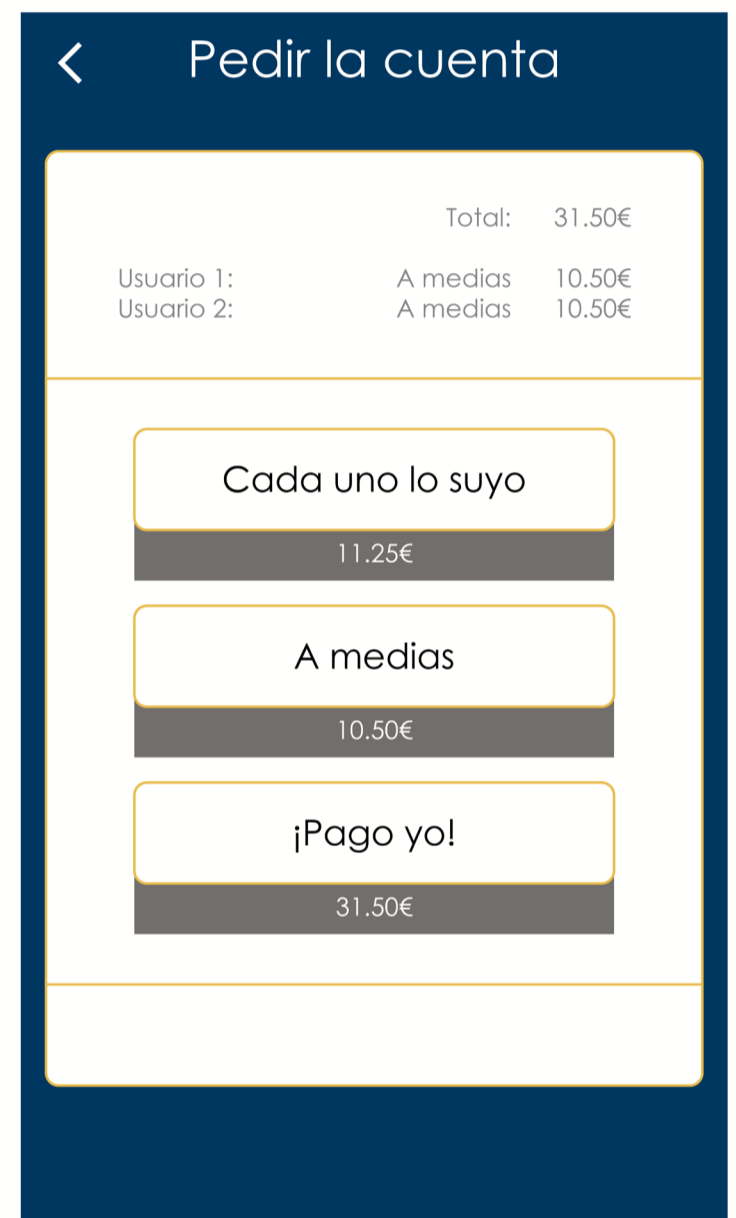 Pedir la cuenta
Total: 31.50€
Usuario 1: A medias 10.50€
Usuario 2: A medias 10.50€
Cada uno lo suyo
11.25€
A medias
10.50€
¡Pago yo!
31.50€